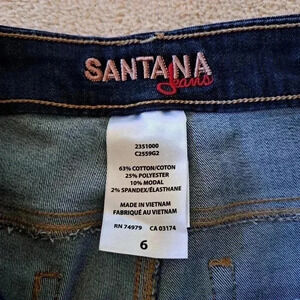 SANTANA
Jeans
2351000
C2559G2
63% COTTON/COTON
25% POLYESTER
10% MODAL
2% SPANDEX/ÉLASTHANE
MADE IN VIETNAM
FABRIQUÉ AU VIETNAM
RN 74979 CA 03174
6